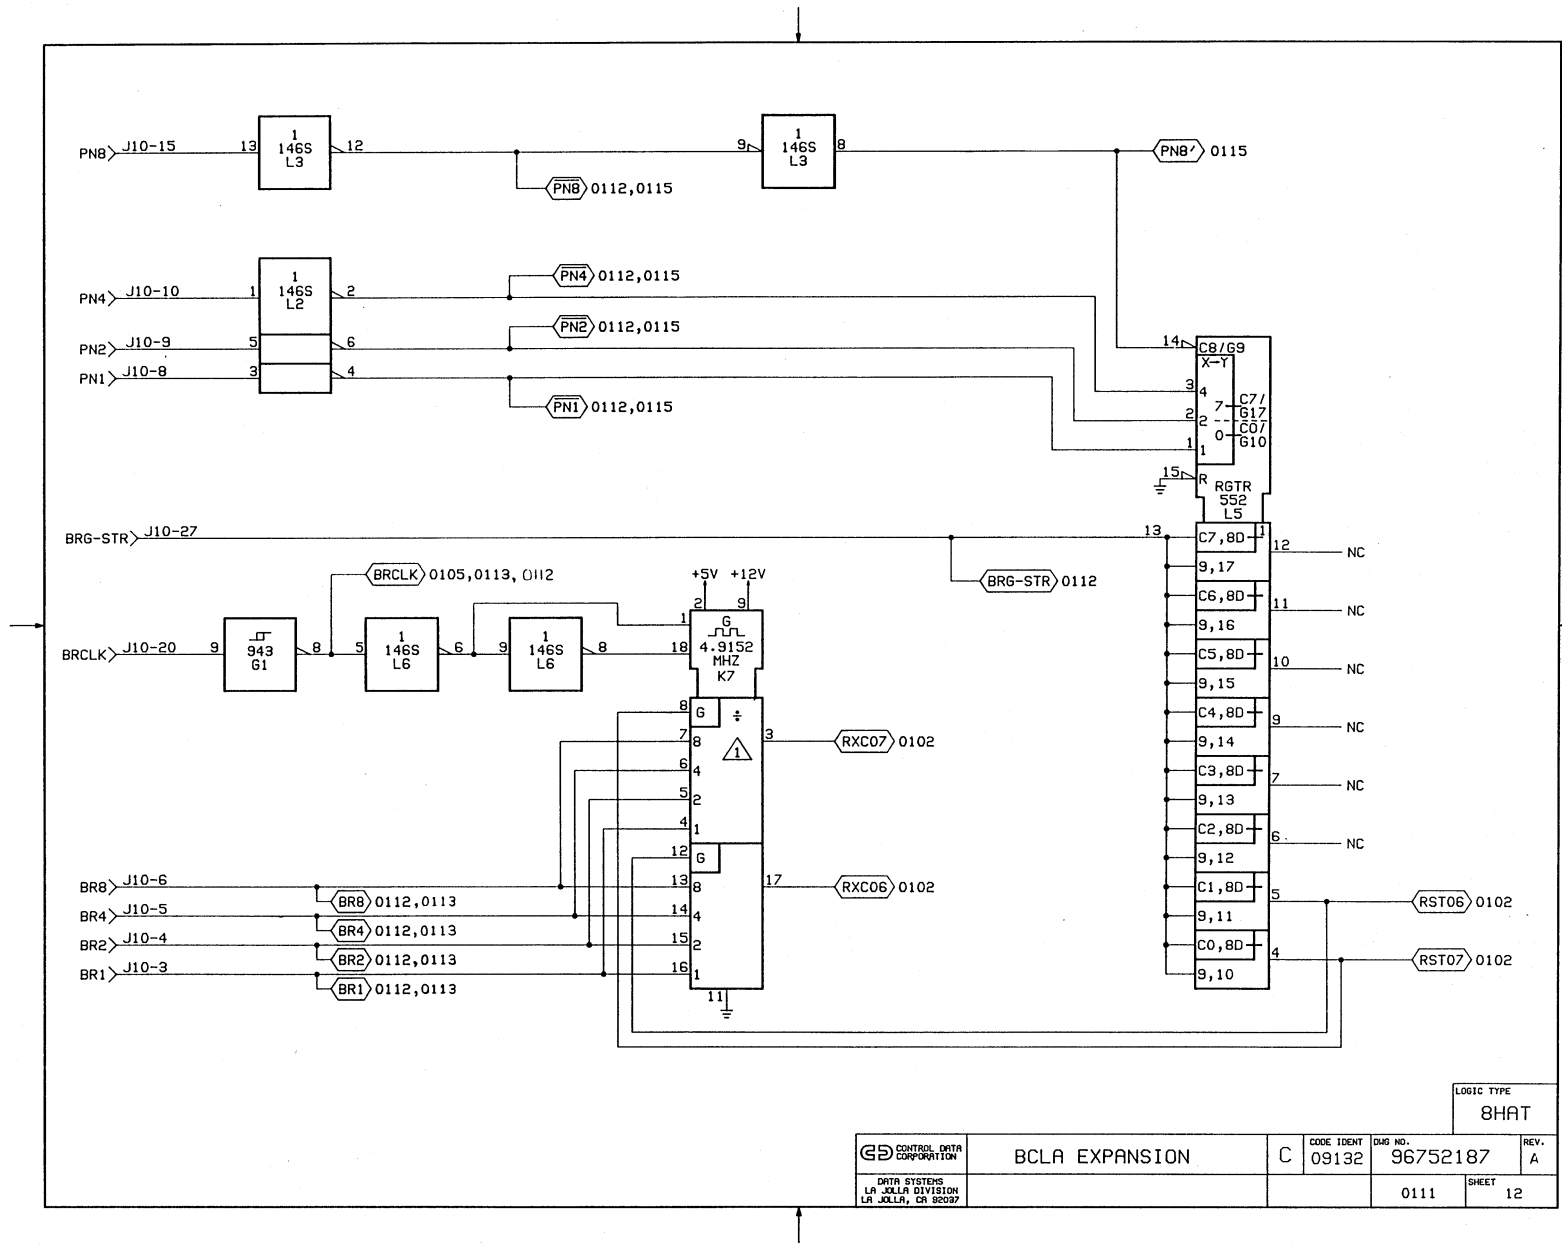 PN8 J10-15 13 1 146S L3 12 9 1 146S L3 8 PN8' 0115
PN8 0112,0115
PN4 J10-10 1 1 146S L2 2 PN4 0112,0115
PN2 J10-9 5 6 PN2 0112,0115
PN1 J10-8 3 4 PN1 0112,0115
14 C8/G9
X→Y
3 4
7 C7/
G17
2 2
0 C0/
G10
1 1
15 R
RGTR
552
L5
BRG-STR J10-27 13 C7,8D 1 12 NC
BRG-STR 0112
9,17
C6,8D 11 NC
9,16
C5,8D 10 NC
9,15
C4,8D 9 NC
9,14
C3,8D 7 NC
9,13
C2,8D 6 NC
9,12
C1,8D 5 RST06 0102
9,11
C0,8D 4 RST07 0102
9,10
BRCLK 0105,0113, 0112
+5V +12V
2 9
BRCLK J10-20 9 943 G1 8 5 1 146S L6 6 9 1 146S L6 8
1 G
18 4.9152
MHZ
K7
8 G ÷
7 8 1 3 RXC07 0102
6 4
5 2
4 1
12 G
BR8 J10-6 13 8 17 RXC06 0102
BR8 0112,0113
BR4 J10-5 14 4
BR4 0112,0113
BR2 J10-4 15 2
BR2 0112,0113
BR1 J10-3 16 1
BR1 0112,0113
11
LOGIC TYPE
8HAT
CONTROL DATA
CORPORATION
BCLA EXPANSION
C
CODE IDENT
09132
DWG NO.
96752187
REV.
A
DATA SYSTEMS
LA JOLLA DIVISION
LA JOLLA, CA 92037
0111
SHEET
12